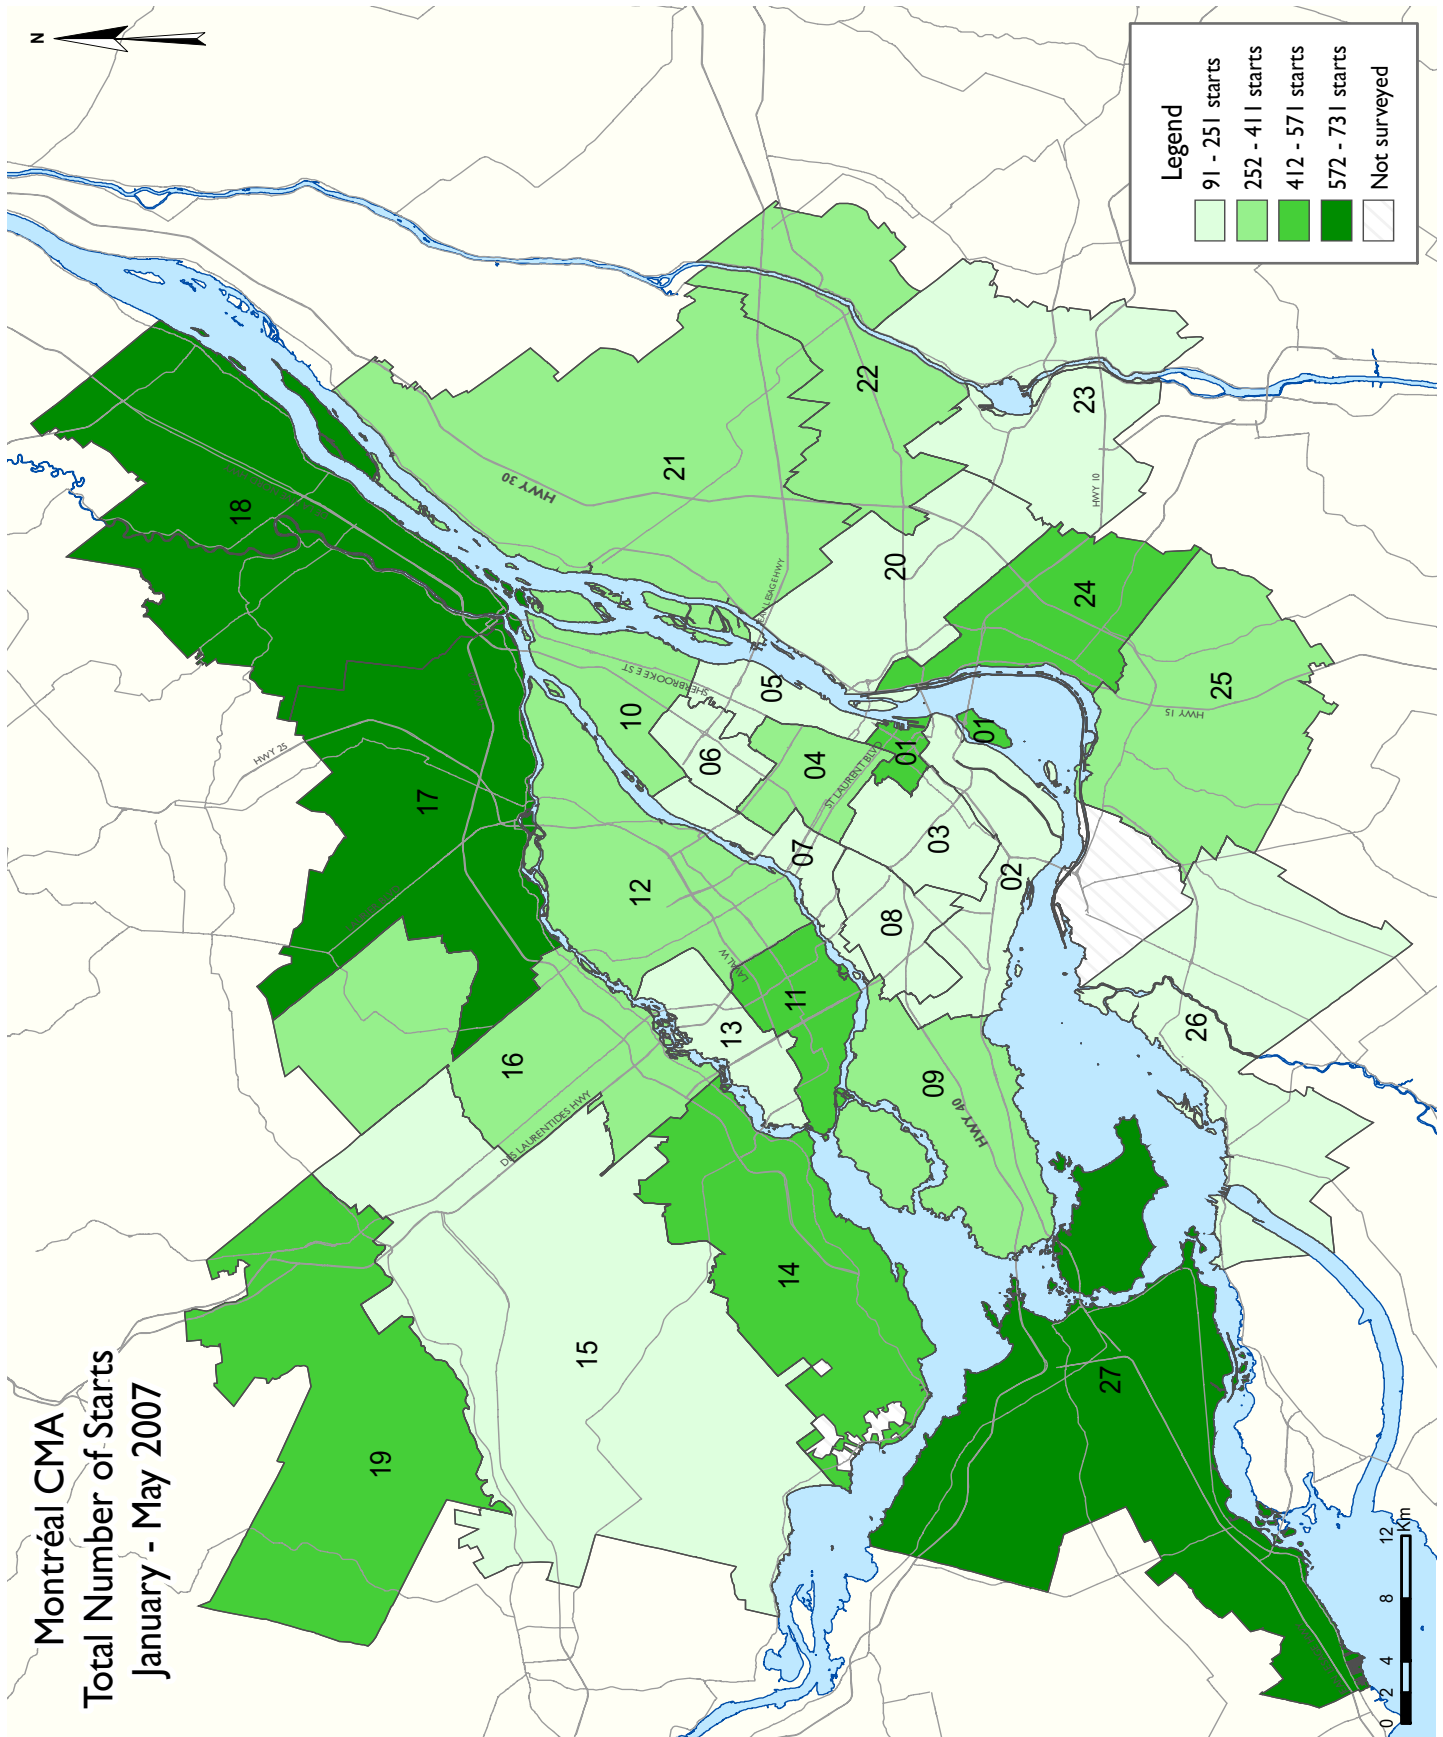 Montréal CMA
Total Number of Starts
January - May 2007
N
Legend
91 - 251 starts
252 - 411 starts
412 - 571 starts
572 - 731 starts
Not surveyed
19
15
14
27
16
17
18
HWY 25
DES LAURENTIDES HWY
12
LAVAL W
13
11
09
HWY 40
10
06
05
SHERBROOKE E ST
04
07
ST LAURENT BLVD
01
01
03
08
02
21
HWY 30
22
20
23
HWY 10
24
25
HWY 15
26
0 2 4 8 12
Km